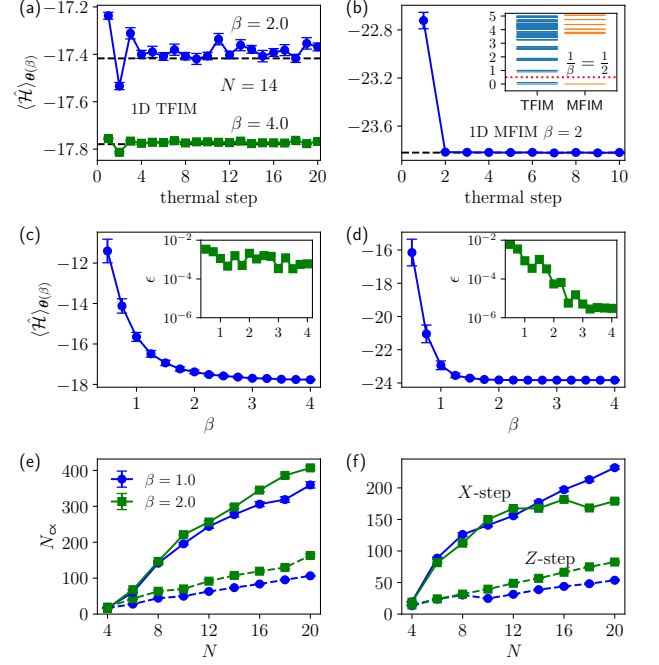 (a)
β = 2.0
N = 14
1D TFIM
β = 4.0
⟨Ĥ⟩θ(β)
−17.2
−17.4
−17.6
−17.8
0 4 8 12 16 20
thermal step
(b)
5
4
3
2
1
0
1/β = 1/2
TFIM MFIM
1D MFIM β = 2
−22.8
−23.2
−23.6
0 2 4 6 8 10
thermal step
(c)
⟨Ĥ⟩θ(β)
−12
−14
−16
−18
1 2 3 4
β
ϵ
10−2
10−4
10−6
1 2 3 4
(d)
−16
−18
−20
−22
−24
1 2 3 4
β
ϵ
10−2
10−4
10−6
1 2 3 4
(e)
β = 1.0
β = 2.0
Ncx
400
300
200
100
0
4 8 12 16 20
N
(f)
X-step
Z-step
200
150
100
50
0
4 8 12 16 20
N